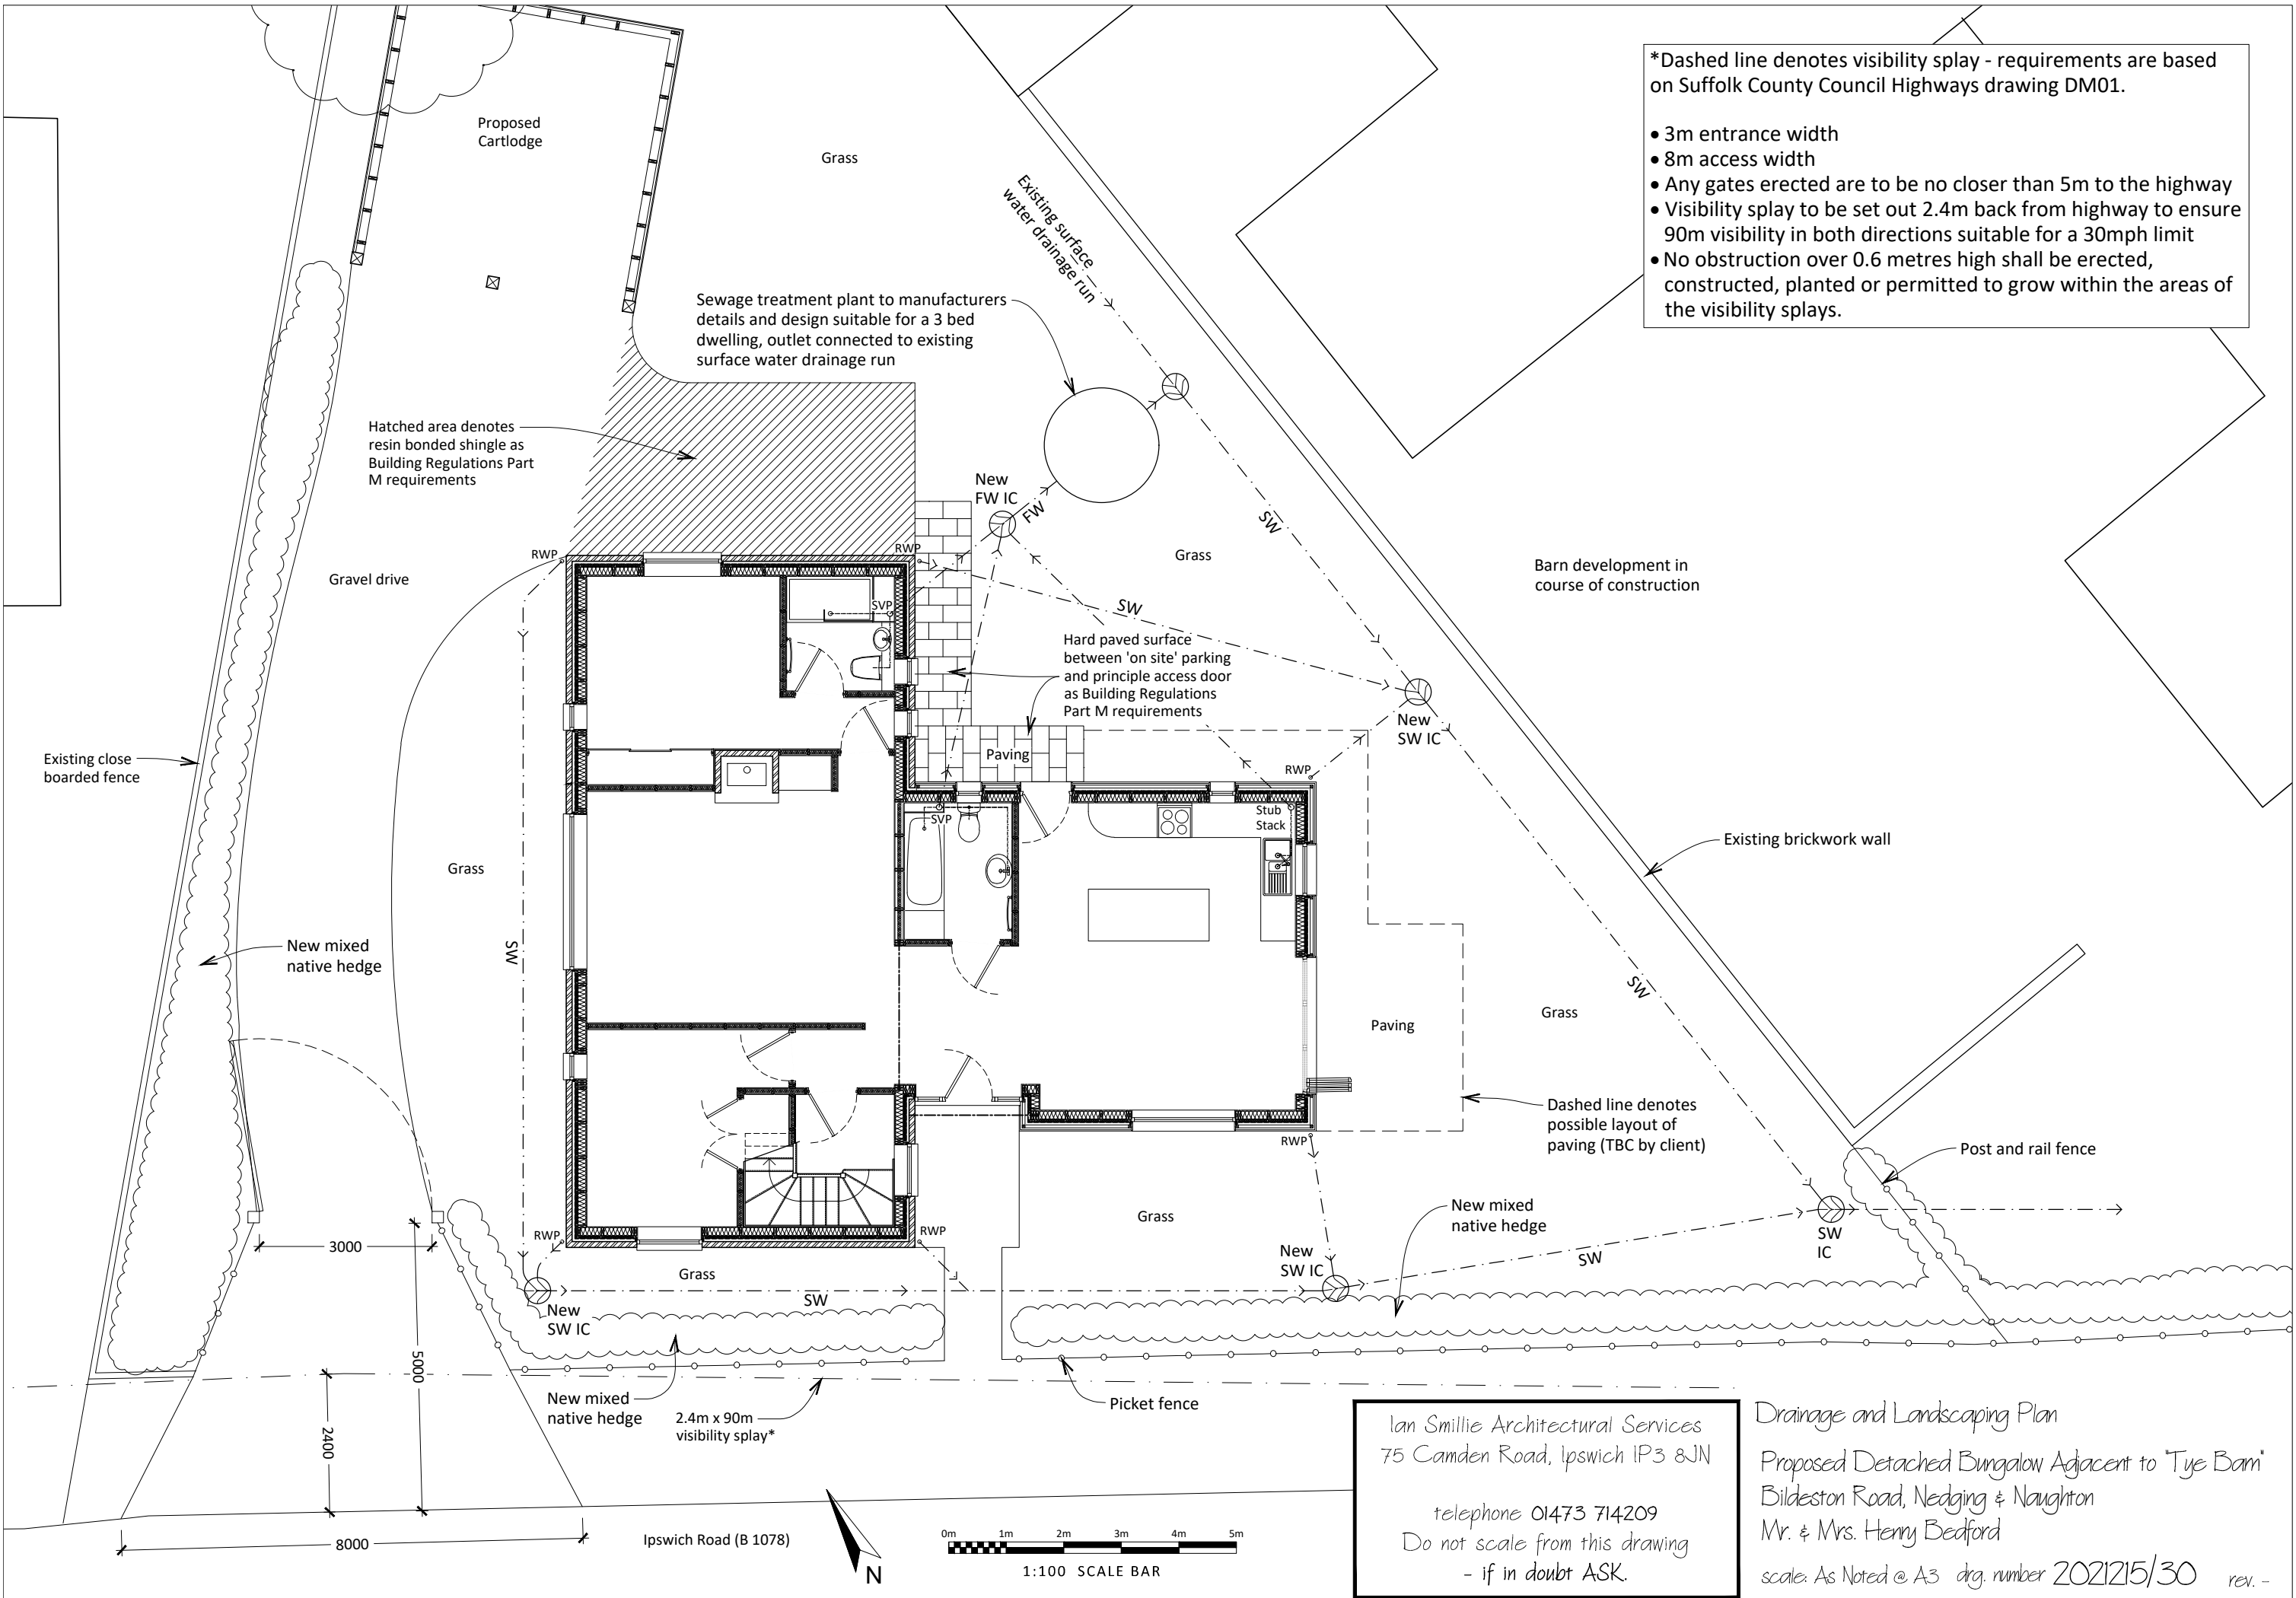 *Dashed line denotes visibility splay - requirements are based
on Suffolk County Council Highways drawing DM01.
• 3m entrance width
• 8m access width
• Any gates erected are to be no closer than 5m to the highway
• Visibility splay to be set out 2.4m back from highway to ensure
90m visibility in both directions suitable for a 30mph limit
• No obstruction over 0.6 metres high shall be erected,
constructed, planted or permitted to grow within the areas of
the visibility splays.
Proposed
Cartlodge
Grass
Existing surface
water drainage run
Sewage treatment plant to manufacturers
details and design suitable for a 3 bed
dwelling, outlet connected to existing
surface water drainage run
Hatched area denotes
resin bonded shingle as
Building Regulations Part
M requirements
New
FW IC
FW
SW
Grass
RWP
RWP
Gravel drive
Barn development in
course of construction
SVP
SW
Hard paved surface
between 'on site' parking
and principle access door
as Building Regulations
Part M requirements
New
SW IC
Existing close
boarded fence
Paving
RWP
SVP
Stub
Stack
Existing brickwork wall
Grass
New mixed
native hedge
SW
SW
Paving
Grass
Dashed line denotes
possible layout of
paving (TBC by client)
RWP
Post and rail fence
New mixed
native hedge
Grass
RWP
RWP
3000
SW
IC
New
SW IC
SW
Grass
SW
New
SW IC
5000
New mixed
native hedge
2.4m x 90m
visibility splay*
Picket fence
2400
8000
Ipswich Road (B 1078)
N
0m 1m 2m 3m 4m 5m
1:100 SCALE BAR
Ian Smillie Architectural Services
75 Camden Road, Ipswich IP3 8JN
telephone 01473 714209
Do not scale from this drawing
- if in doubt ASK.
Drainage and Landscaping Plan
Proposed Detached Bungalow Adjacent to "Tye Barn"
Bildeston Road, Nedging & Naughton
Mr. & Mrs. Henry Bedford
scale: As Noted @ A3 drg. number 2021215/30 rev. -